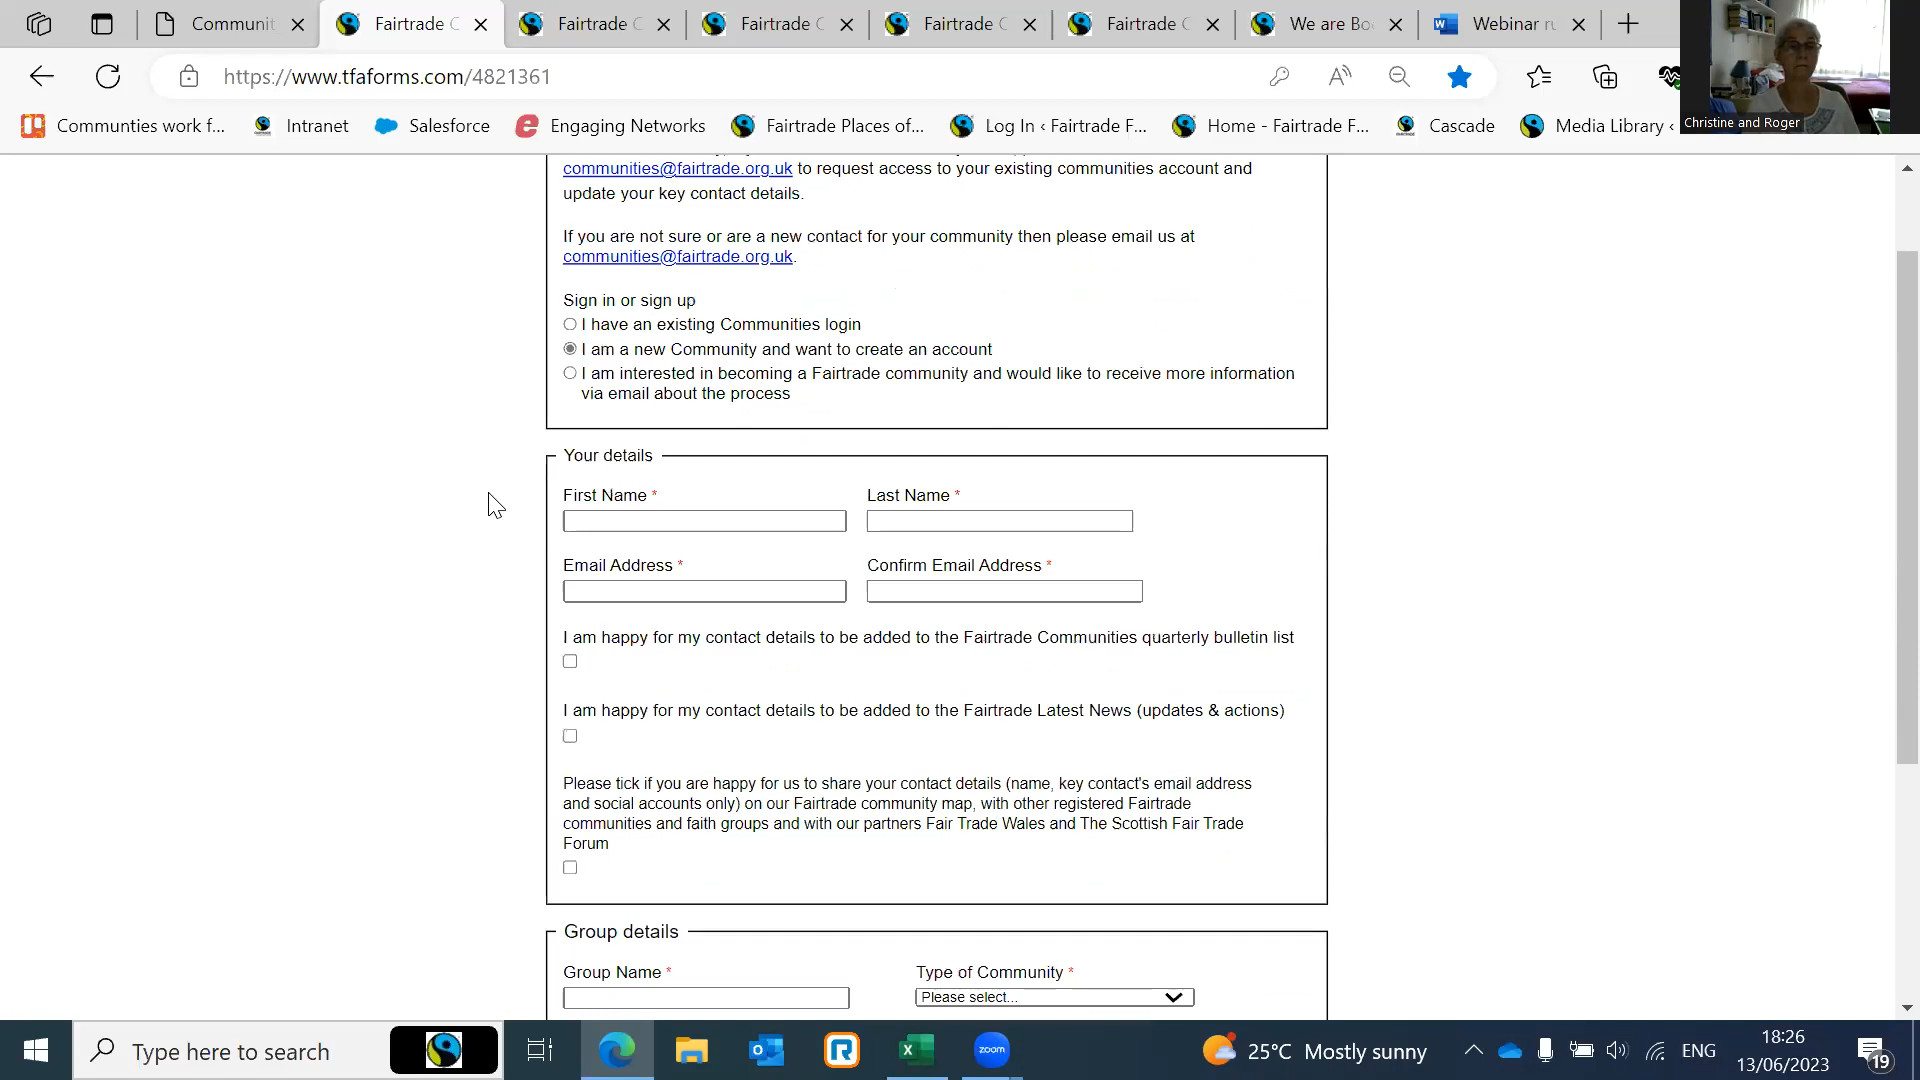 Communit
Fairtrade C
Fairtrade C
Fairtrade C
Fairtrade C
Fairtrade C
We are Bo
Webinar ru
https://www.tfaforms.com/4821361
Christine and Roger
Communties work f...
Intranet
Salesforce
Engaging Networks
Fairtrade Places of...
Log In ‹ Fairtrade F...
Home - Fairtrade F...
Cascade
Media Library ‹
communities@fairtrade.org.uk to request access to your existing communities account and
update your key contact details.
If you are not sure or are a new contact for your community then please email us at
communities@fairtrade.org.uk.
Sign in or sign up
I have an existing Communities login
I am a new Community and want to create an account
I am interested in becoming a Fairtrade community and would like to receive more information
via email about the process
Your details
First Name *
Last Name *
Email Address *
Confirm Email Address *
I am happy for my contact details to be added to the Fairtrade Communities quarterly bulletin list
I am happy for my contact details to be added to the Fairtrade Latest News (updates & actions)
Please tick if you are happy for us to share your contact details (name, key contact's email address
and social accounts only) on our Fairtrade community map, with other registered Fairtrade
communities and faith groups and with our partners Fair Trade Wales and The Scottish Fair Trade
Forum
Group details
Group Name *
Type of Community *
Please select...
Type here to search
zoom
25°C Mostly sunny
ENG
18:26
13/06/2023
19